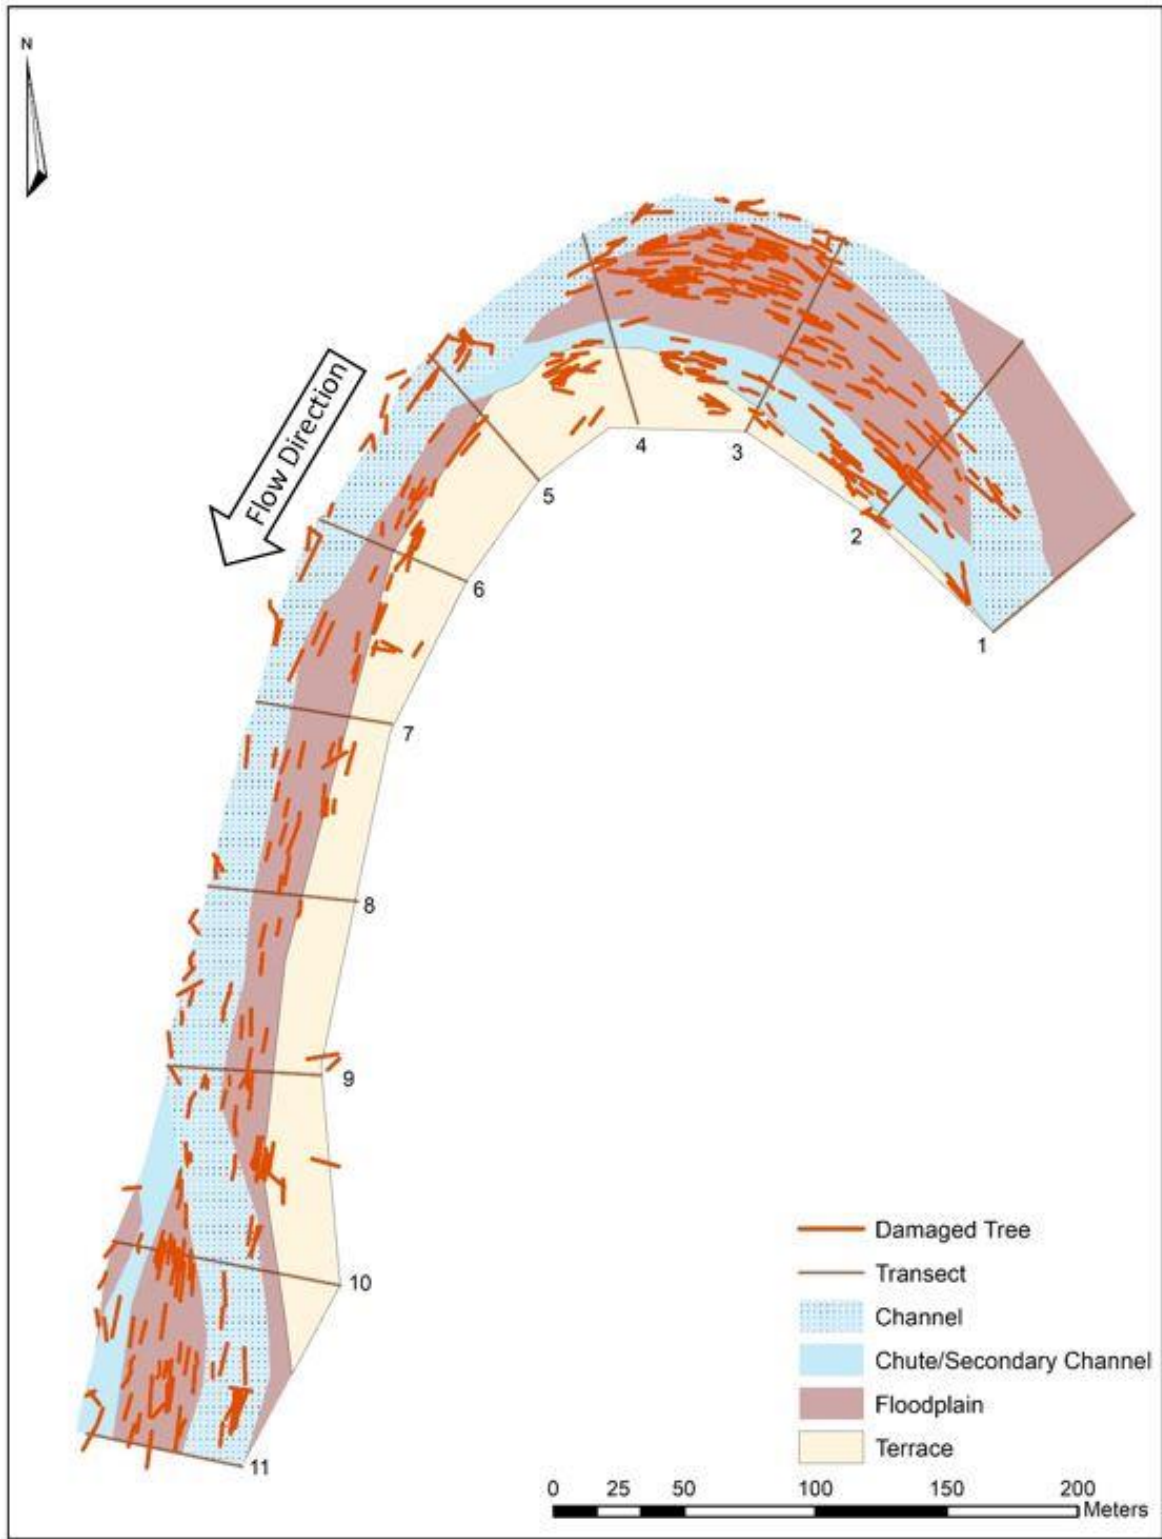 N
Flow Direction
4
3
5
2
6
1
7
8
9
10
11
Damaged Tree
Transect
Channel
Chute/Secondary Channel
Floodplain
Terrace
0 25 50 100 150 200
Meters